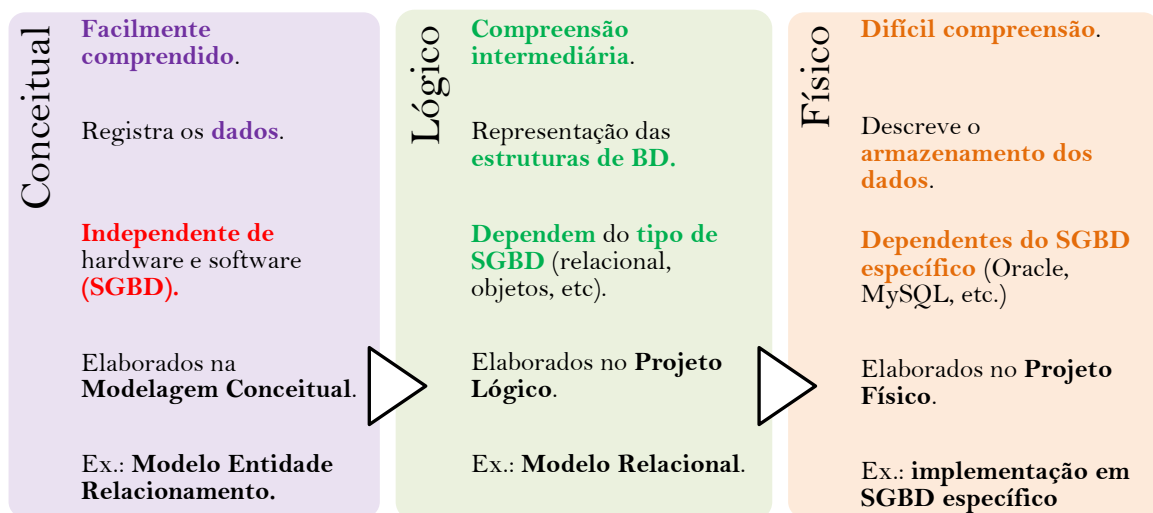 Conceitual
Facilmente
comprendido.
Registra os dados.
Independente de
hardware e software
(SGBD).
Elaborados na
Modelagem Conceitual.
Ex.: Modelo Entidade
Relacionamento.
Lógico
Compreensão
intermediária.
Representação das
estruturas de BD.
Dependem do tipo de
SGBD (relacional,
objetos, etc).
Elaborados no Projeto
Lógico.
Ex.: Modelo Relacional.
Físico
Difícil compreensão.
Descreve o
armazenamento dos
dados.
Dependentes do SGBD
específico (Oracle,
MySQL, etc.)
Elaborados no Projeto
Físico.
Ex.: implementação em
SGBD específico